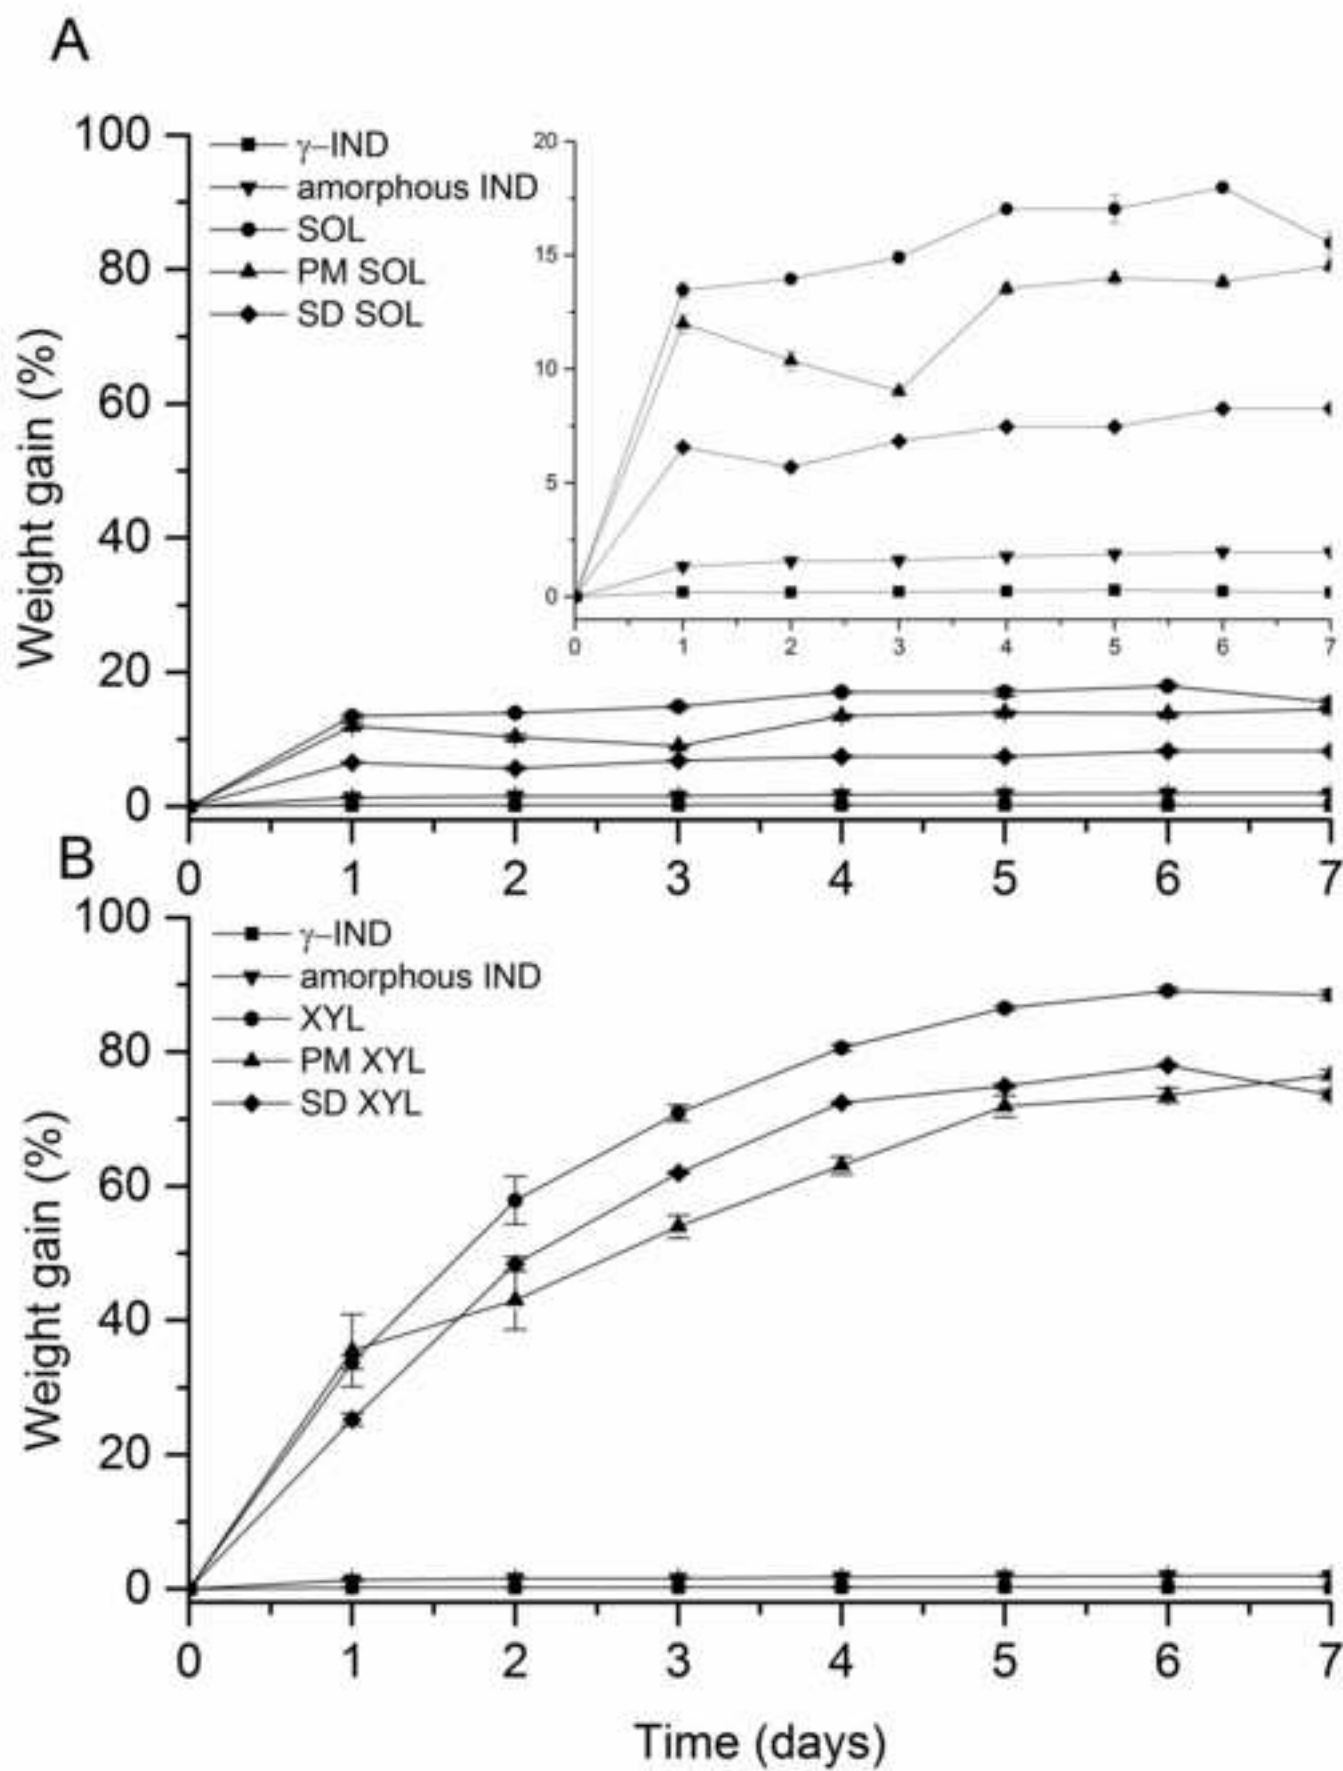 A
100
80
60
40
20
0
Weight gain (%)
γ–IND
amorphous IND
SOL
PM SOL
SD SOL
20
15
10
5
0
0 1 2 3 4 5 6 7
0 1 2 3 4 5 6 7
B
100
80
60
40
20
0
Weight gain (%)
γ–IND
amorphous IND
XYL
PM XYL
SD XYL
0 1 2 3 4 5 6 7
Time (days)